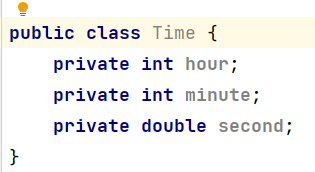 public class Time {
    private int hour;
    private int minute;
    private double second;
}